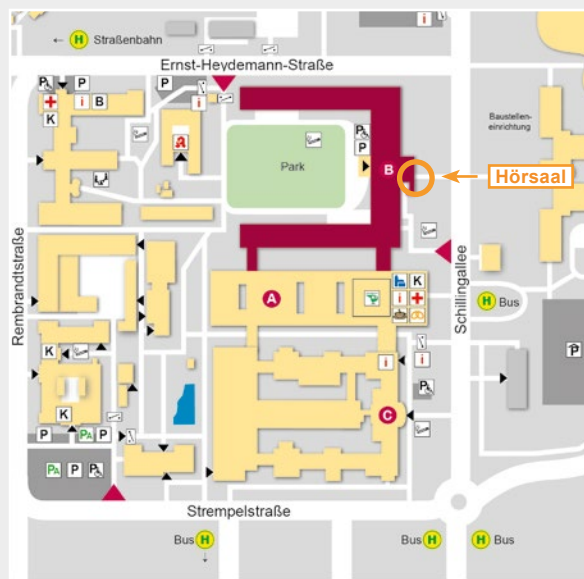 H Straßenbahn
Ernst-Heydemann-Straße
i
P
P
P
i B
K
i
P
P
Park
B
Hörsaal
Baustellen-
einrichtung
Rembrandtstraße
Schillingallee
A
K
i
H Bus
P
K
i
i
P
C
K
P
PA
P
PA
P
P
Strempelstraße
Bus H
Bus H
H Bus